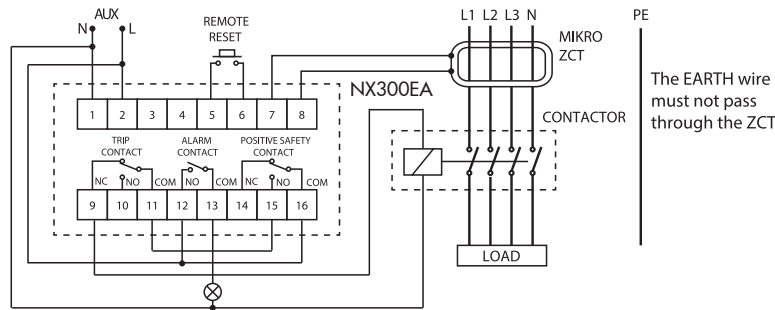 AUX
N L
REMOTE
RESET
L1 L2 L3 N
PE
MIKRO
ZCT
NX300EA
The EARTH wire
must not pass
through the ZCT
CONTACTOR
1 2 3 4 5 6 7 8
TRIP
CONTACT
ALARM
CONTACT
POSITIVE SAFETY
CONTACT
NC NO COM NO COM NC NO COM
9 10 11 12 13 14 15 16
LOAD